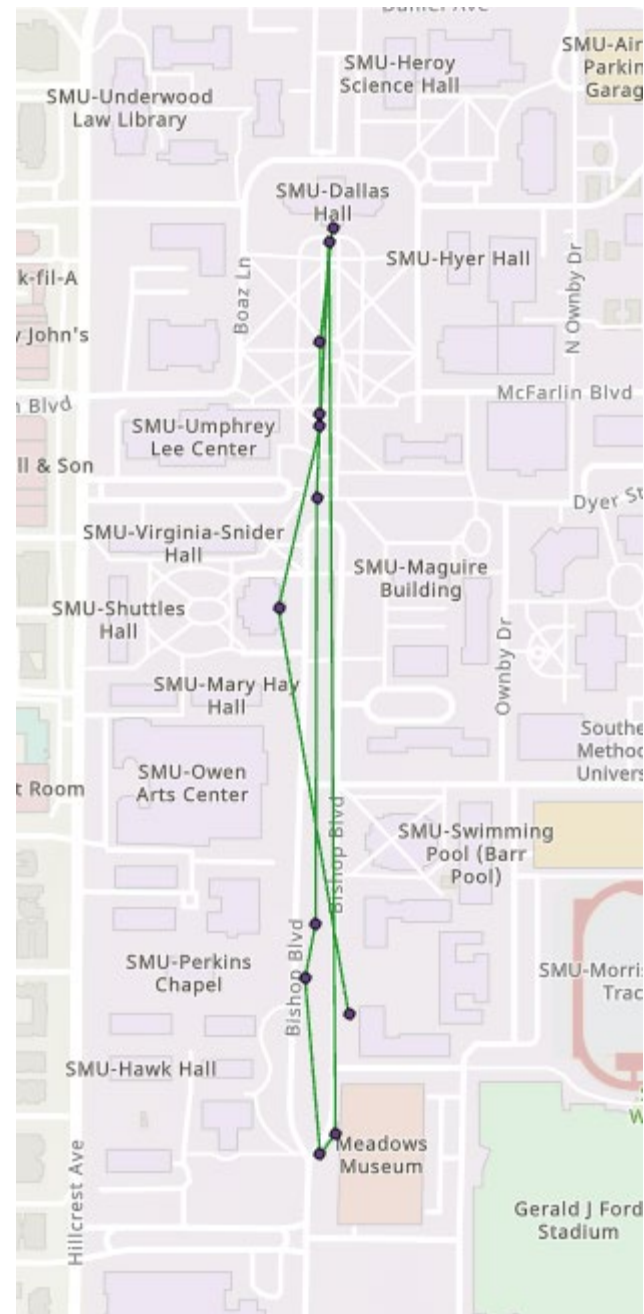 Daniel Ave
SMU-Heroy
Science Hall
SMU-Air
Parkin
Garag
SMU-Underwood
Law Library
SMU-Dallas
Hall
k-fil-A
Boaz Ln
SMU-Hyer Hall
N Ownby Dr
y John's
n Blvd
McFarlin Blvd
SMU-Umphrey
Lee Center
ll & Son
Dyer St
SMU-Virginia-Snider
Hall
SMU-Maguire
Building
SMU-Shuttles
Hall
Ownby Dr
SMU-Mary Hay
Hall
Southe
Method
Univers
t Room
SMU-Owen
Arts Center
Bishop Blvd
SMU-Swimming
Pool (Barr
Pool)
Bishop Blvd
SMU-Perkins
Chapel
SMU-Morris
Trac
SMU-Hawk Hall
Meadows
Museum
Hillcrest Ave
Gerald J Ford
Stadium